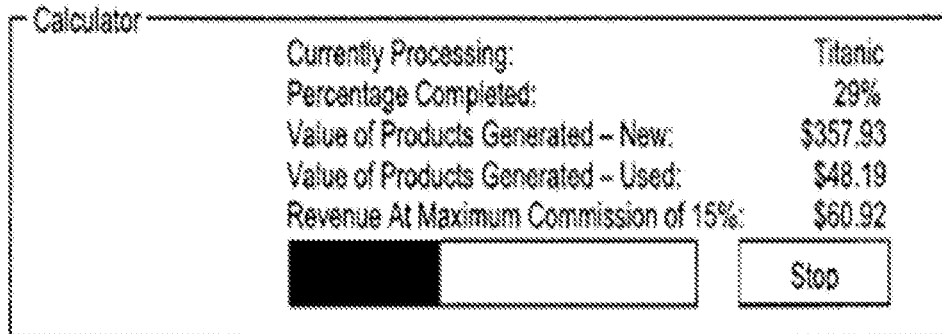 Calculator
Currently Processing: Titanic
Percentage Completed: 29%
Value of Products Generated – New: $357.93
Value of Products Generated – Used: $48.19
Revenue At Maximum Commission of 15%: $60.92
Stop